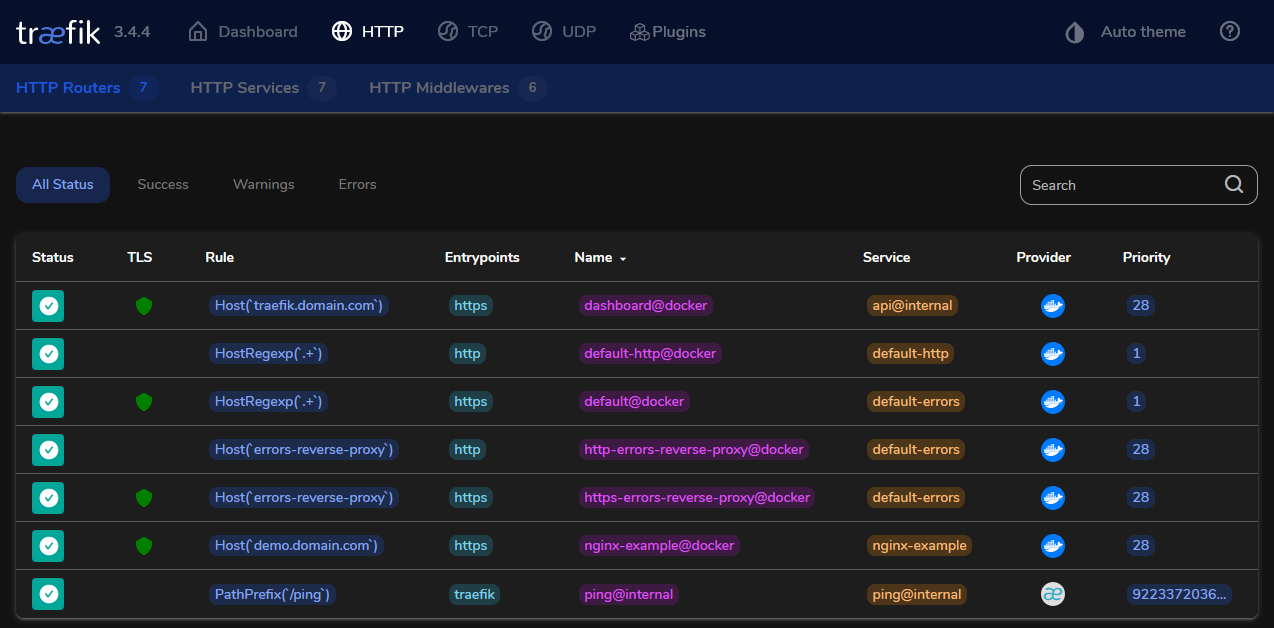 træfik 3.4.4 Dashboard HTTP TCP UDP Plugins Auto theme ?
HTTP Routers 7 HTTP Services 7 HTTP Middlewares 6
All Status Success Warnings Errors Search
Status TLS Rule Entrypoints Name Service Provider Priority
Host(`traefik.domain.com`) https dashboard@docker api@internal 28
HostRegexp(`.+`) http default-http@docker default-http 1
HostRegexp(`.+`) https default@docker default-errors 1
Host(`errors-reverse-proxy`) http http-errors-reverse-proxy@docker default-errors 28
Host(`errors-reverse-proxy`) https https-errors-reverse-proxy@docker default-errors 28
Host(`demo.domain.com`) https nginx-example@docker nginx-example 28
PathPrefix(`/ping`) traefik ping@internal ping@internal æ 9223372036...